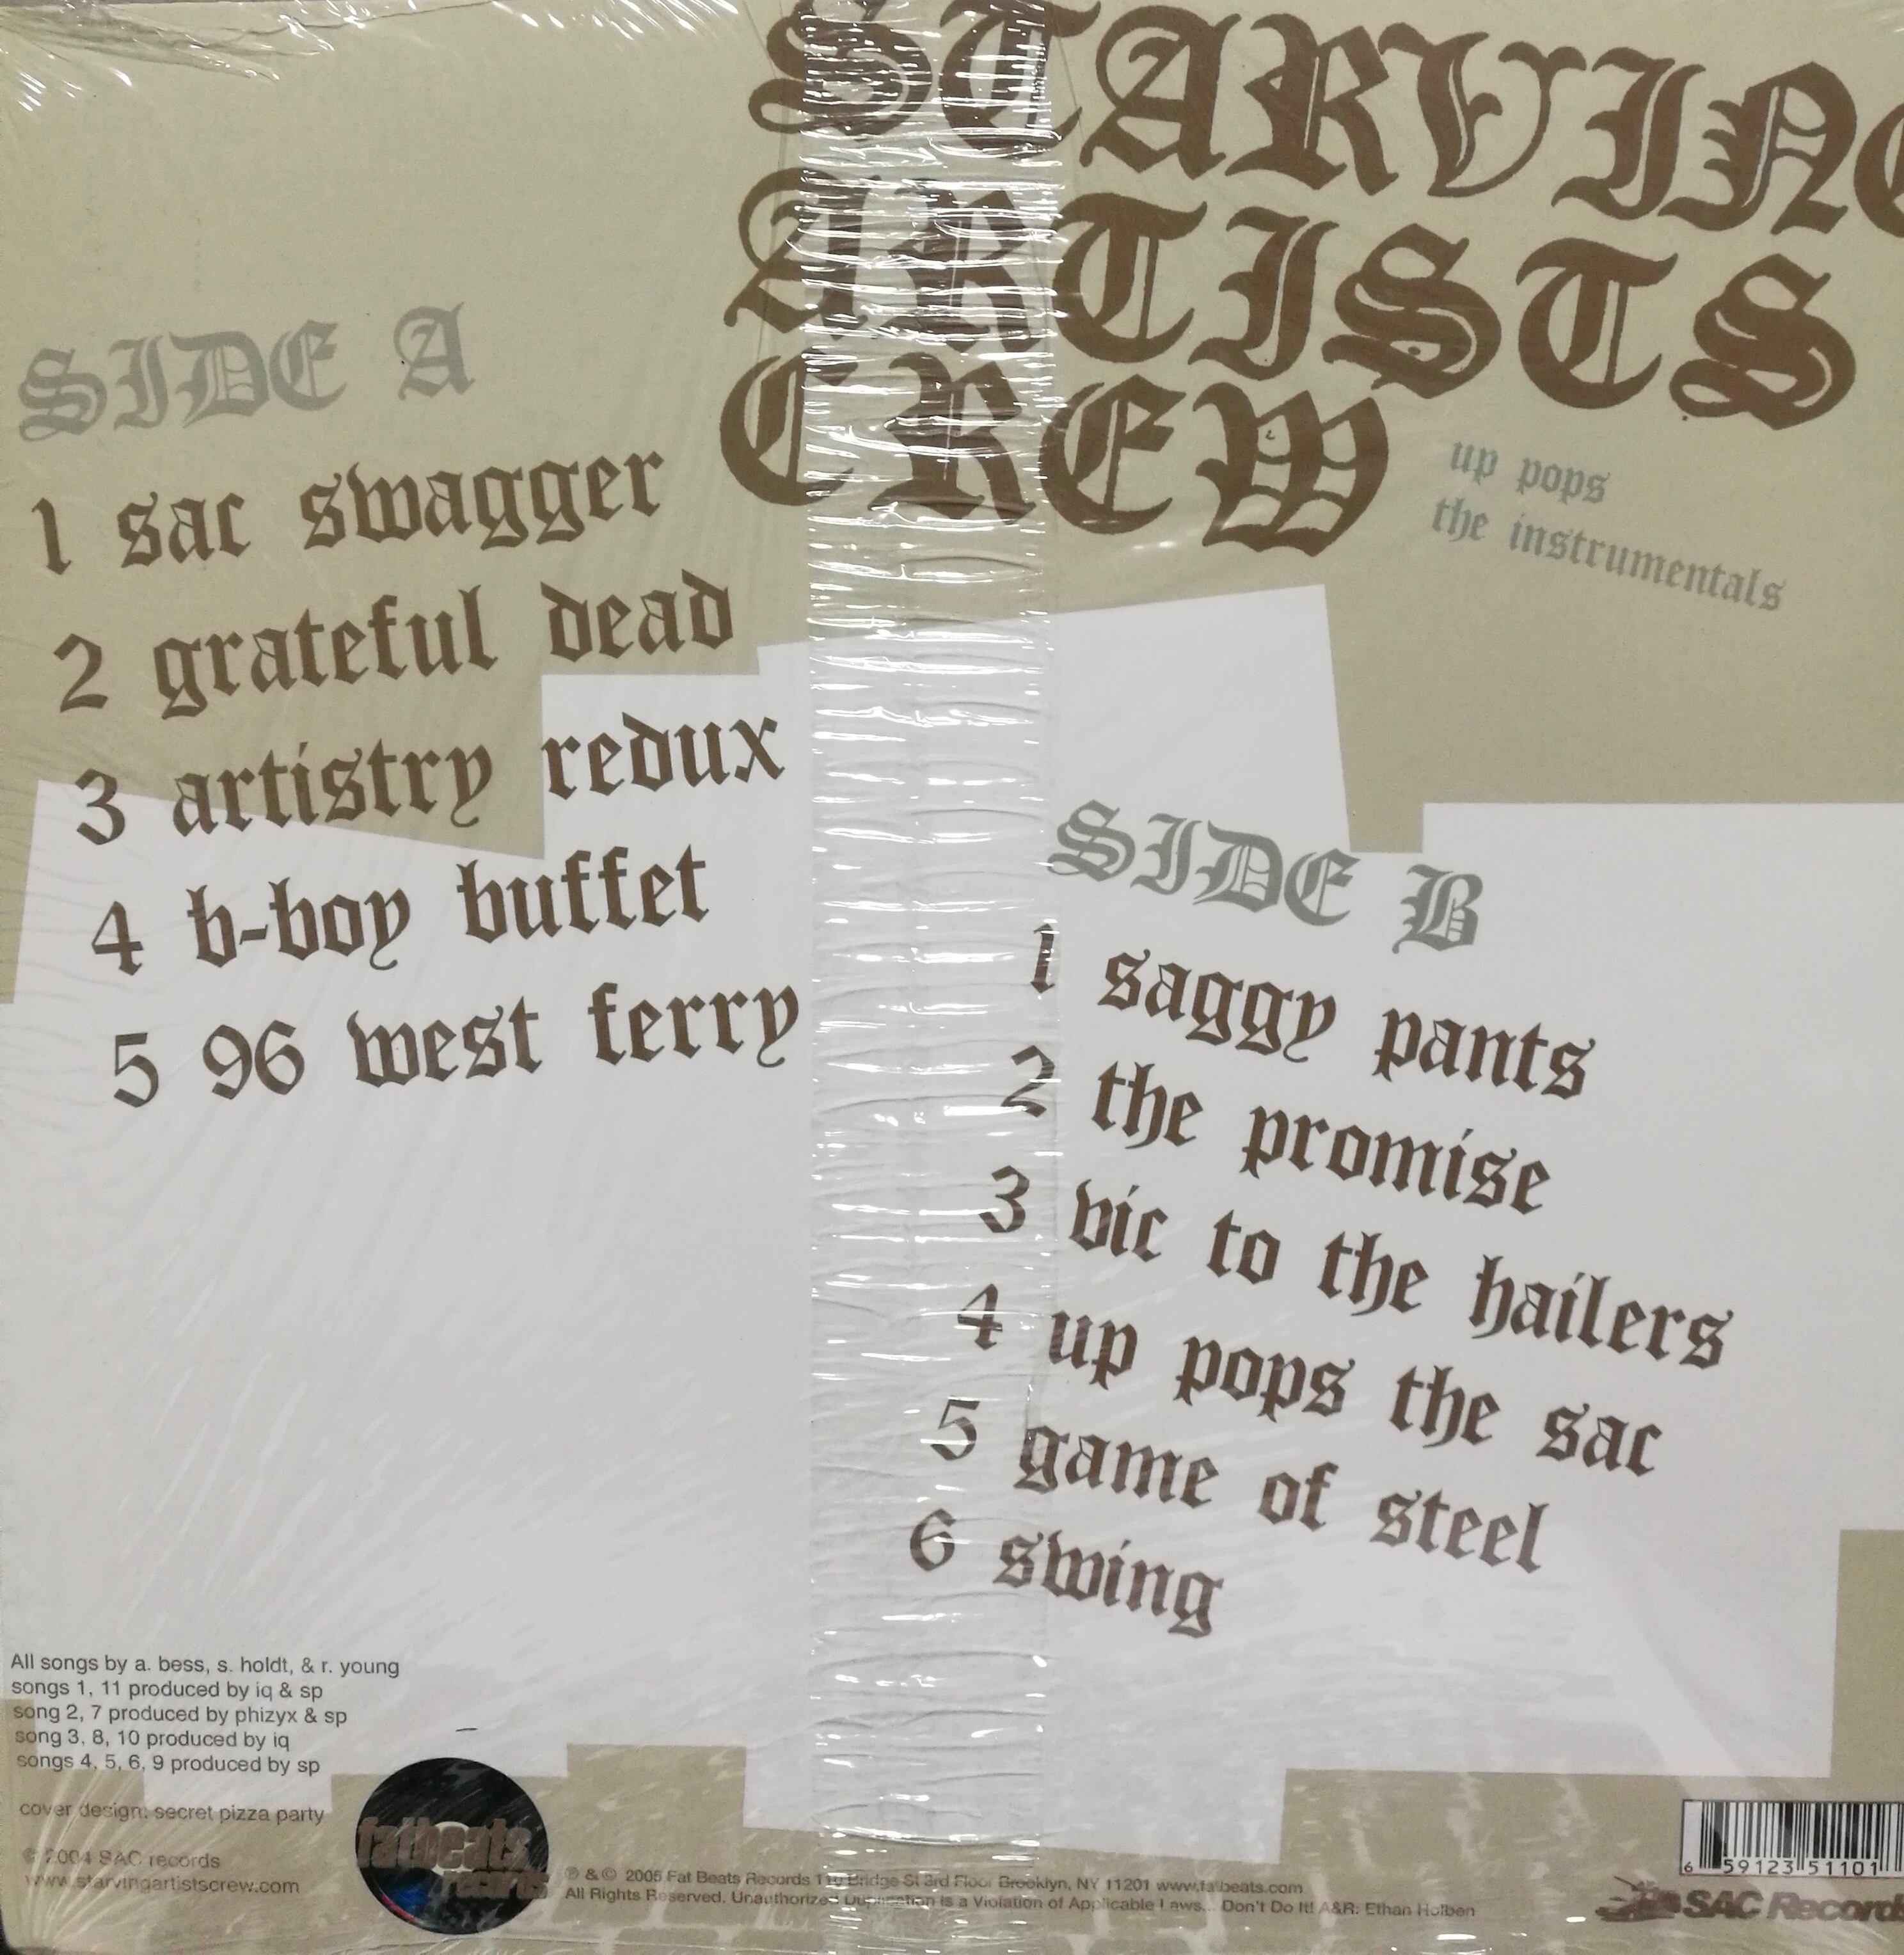 STARVING
ARTISTS
CREW
up pops
the instrumentals
SIDE A
1 sac swagger
2 grateful dead
3 artistry redux
4 b-boy buffet
5 96 west ferry
SIDE B
1 saggy pants
2 the promise
3 vic to the hailers
4 up pops the sac
5 game of steel
6 swing
All songs by a. bess, s. holdt, & r. young
songs 1, 11 produced by iq & sp
song 2, 7 produced by phizyx & sp
song 3, 8, 10 produced by iq
songs 4, 5, 6, 9 produced by sp
cover design: secret pizza party
© 2004 SAC records
www.starvingartistscrew.com
fatbeats
records
℗ & © 2005 Fat Beats Records 110 Bridge St 3rd Floor Brooklyn, NY 11201 www.fatbeats.com
All Rights Reserved. Unauthorized Duplication is a Violation of Applicable Laws... Don't Do It! A&R: Ethan Holben
6 59123 51101
SAC Records